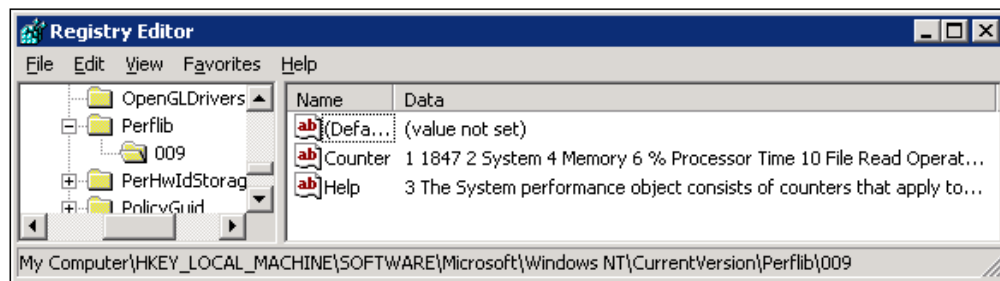 Registry Editor
File Edit View Favorites Help
OpenGLDrivers
Perflib
009
PerHwIdStorag
PolicyGuid
Name Data
(Defa... (value not set)
Counter 1 1847 2 System 4 Memory 6 % Processor Time 10 File Read Operat...
Help 3 The System performance object consists of counters that apply to...
My Computer\HKEY_LOCAL_MACHINE\SOFTWARE\Microsoft\Windows NT\CurrentVersion\Perflib\009